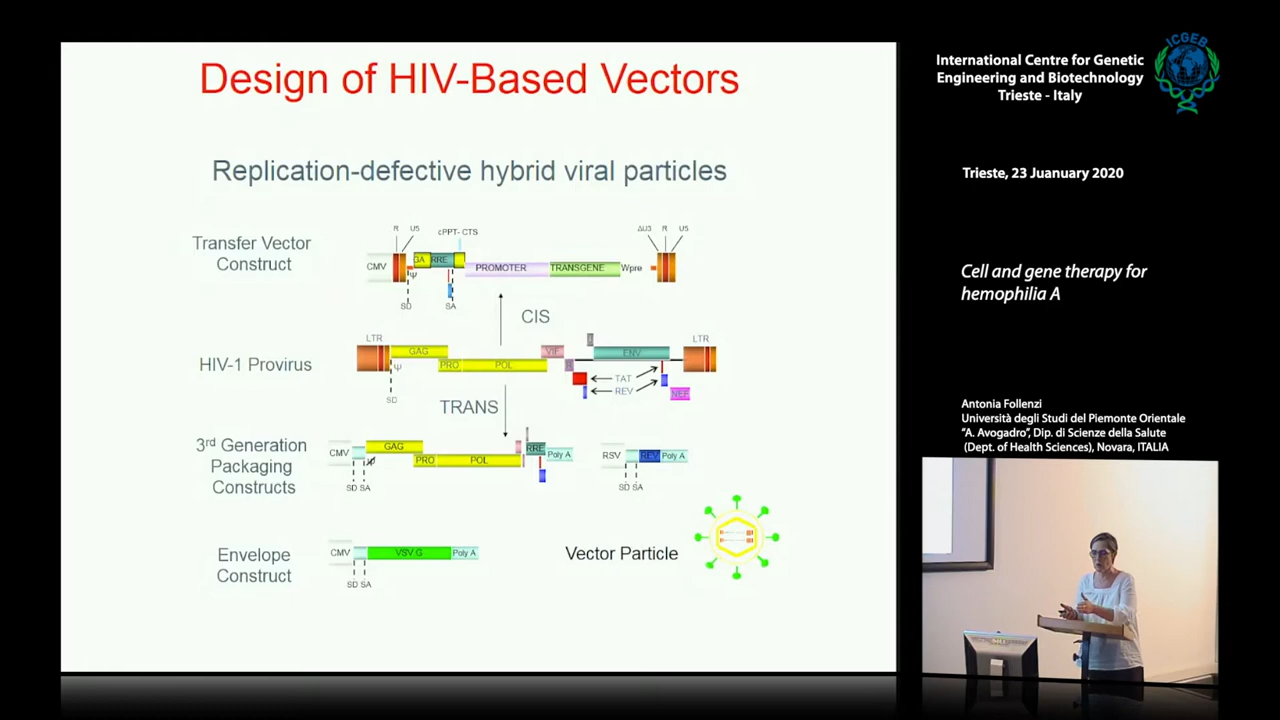 Design of HIV-Based Vectors
Replication-defective hybrid viral particles
Transfer Vector
Construct
R U5
cPPT- CTS
ΔU3 R U5
CMV
GA RRE
PROMOTER TRANSGENE Wpre
Ψ
SD SA
CIS
HIV-1 Provirus
LTR
GAG
VIF
ENV
LTR
Ψ
PRO POL
R
TAT
REV
NEF
SD
TRANS
3rd Generation
Packaging
Constructs
CMV
GAG
RRE
Poly A
PRO POL
SD SA
RSV REV Poly A
SD SA
Envelope
Construct
CMV VSV.G Poly A
SD SA
Vector Particle
ICGEB
International Centre for Genetic
Engineering and Biotechnology
Trieste - Italy
Trieste, 23 Juanuary 2020
Cell and gene therapy for
hemophilia A
Antonia Follenzi
Università degli Studi del Piemonte Orientale
“A. Avogadro”, Dip. di Scienze della Salute
(Dept. of Health Sciences), Novara, ITALIA